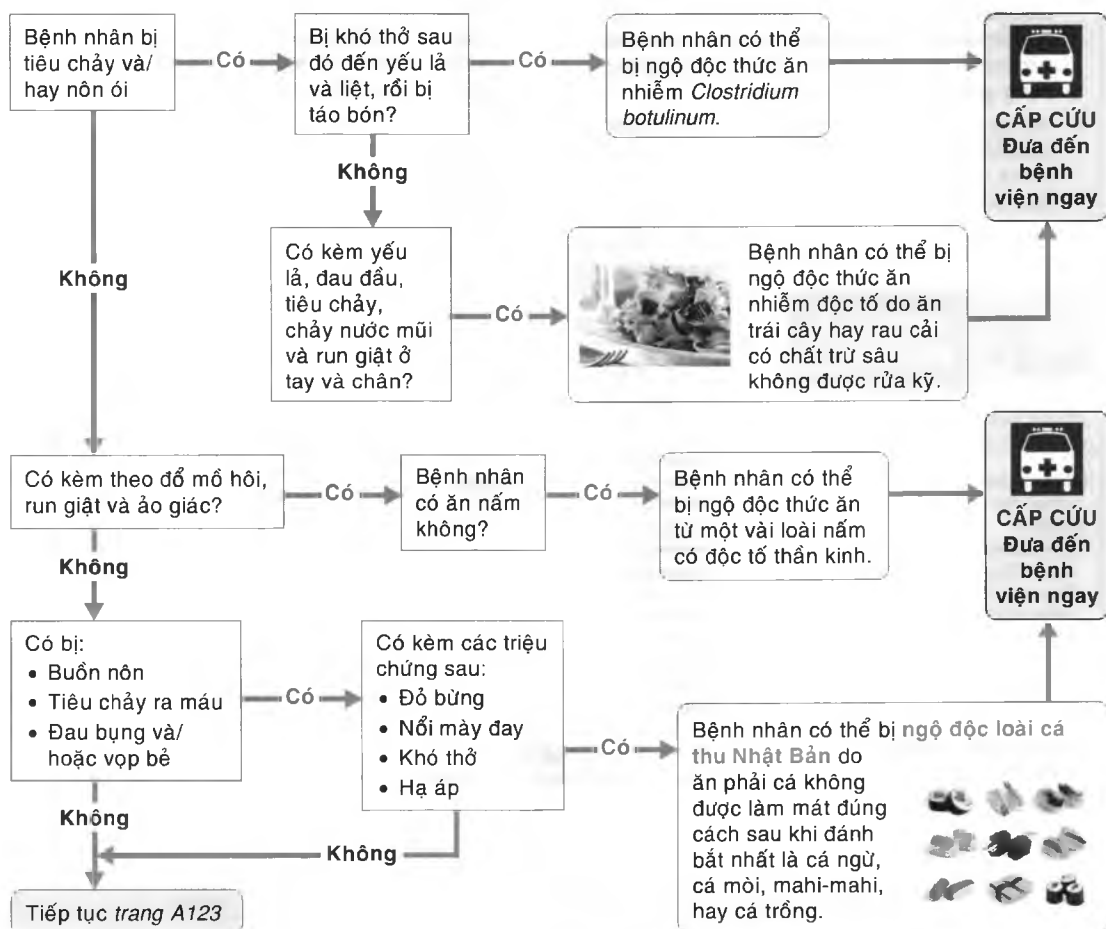 Bệnh nhân bị
tiêu chảy và/
hay nôn ói
Có
Bị khó thở sau
đó đến yếu lả
và liệt, rồi bị
táo bón?
Có
Bệnh nhân có thể
bị ngộ độc thức ăn
nhiễm Clostridium
botulinum.
CẤP CỨU
Đưa đến
bệnh
viện ngay
Không
Không
Có kèm yếu
lả, đau đầu,
tiêu chảy,
chảy nước mũi
và run giật ở
tay và chân?
Có
Bệnh nhân có thể bị
ngộ độc thức ăn
nhiễm độc tố do ăn
trái cây hay rau cải
có chất trừ sâu
không được rửa kỹ.
Có kèm theo đổ mồ hôi,
run giật và ảo giác?
Có
Bệnh nhân
có ăn nấm
không?
Có
Bệnh nhân có thể
bị ngộ độc thức ăn
từ một vài loài nấm
có độc tố thần kinh.
CẤP CỨU
Đưa đến
bệnh
viện ngay
Không
Có bị:
• Buồn nôn
• Tiêu chảy ra máu
• Đau bụng và/
hoặc vọp bẻ
Có
Có kèm các triệu
chứng sau:
• Đỏ bừng
• Nổi mày đay
• Khó thở
• Hạ áp
Có
Bệnh nhân có thể bị ngộ độc loài cá
thu Nhật Bản do
ăn phải cá không
được làm mát đúng
cách sau khi đánh
bắt nhất là cá ngừ,
cá mòi, mahi-mahi,
hay cá trồng.
Không
Không
Tiếp tục trang A123